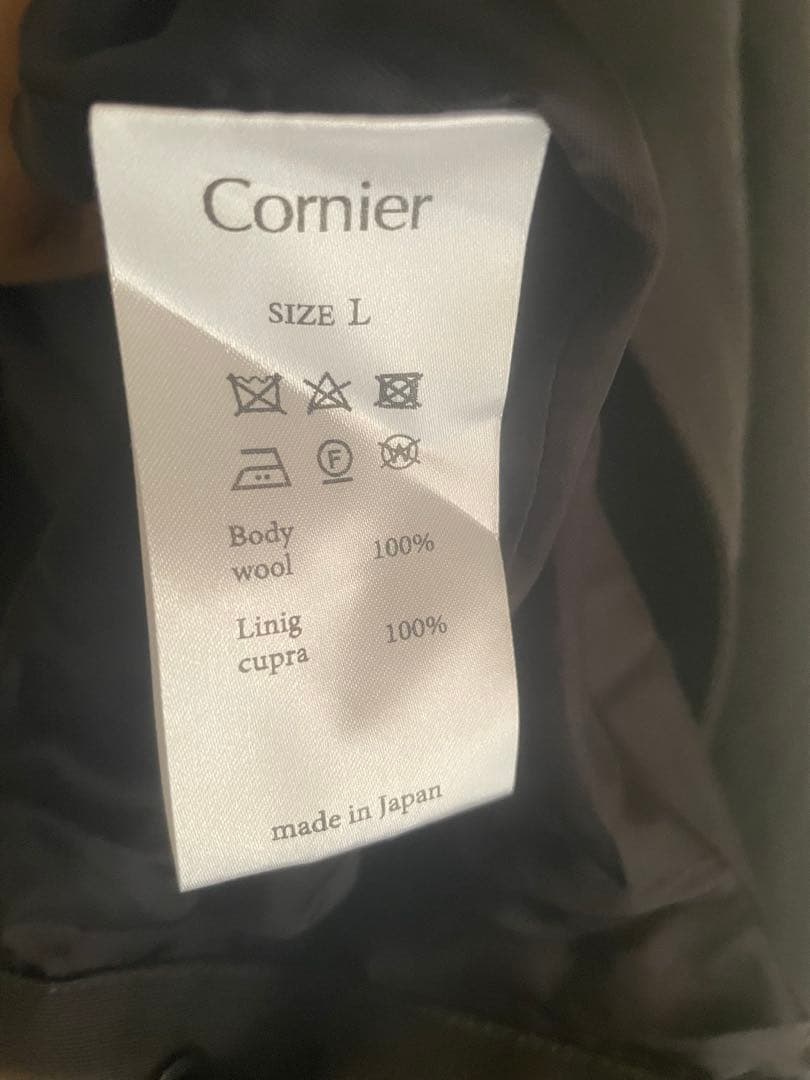 Cornier
SIZE L
F W
Body
wool 100%
Linig
cupra 100%
made in Japan